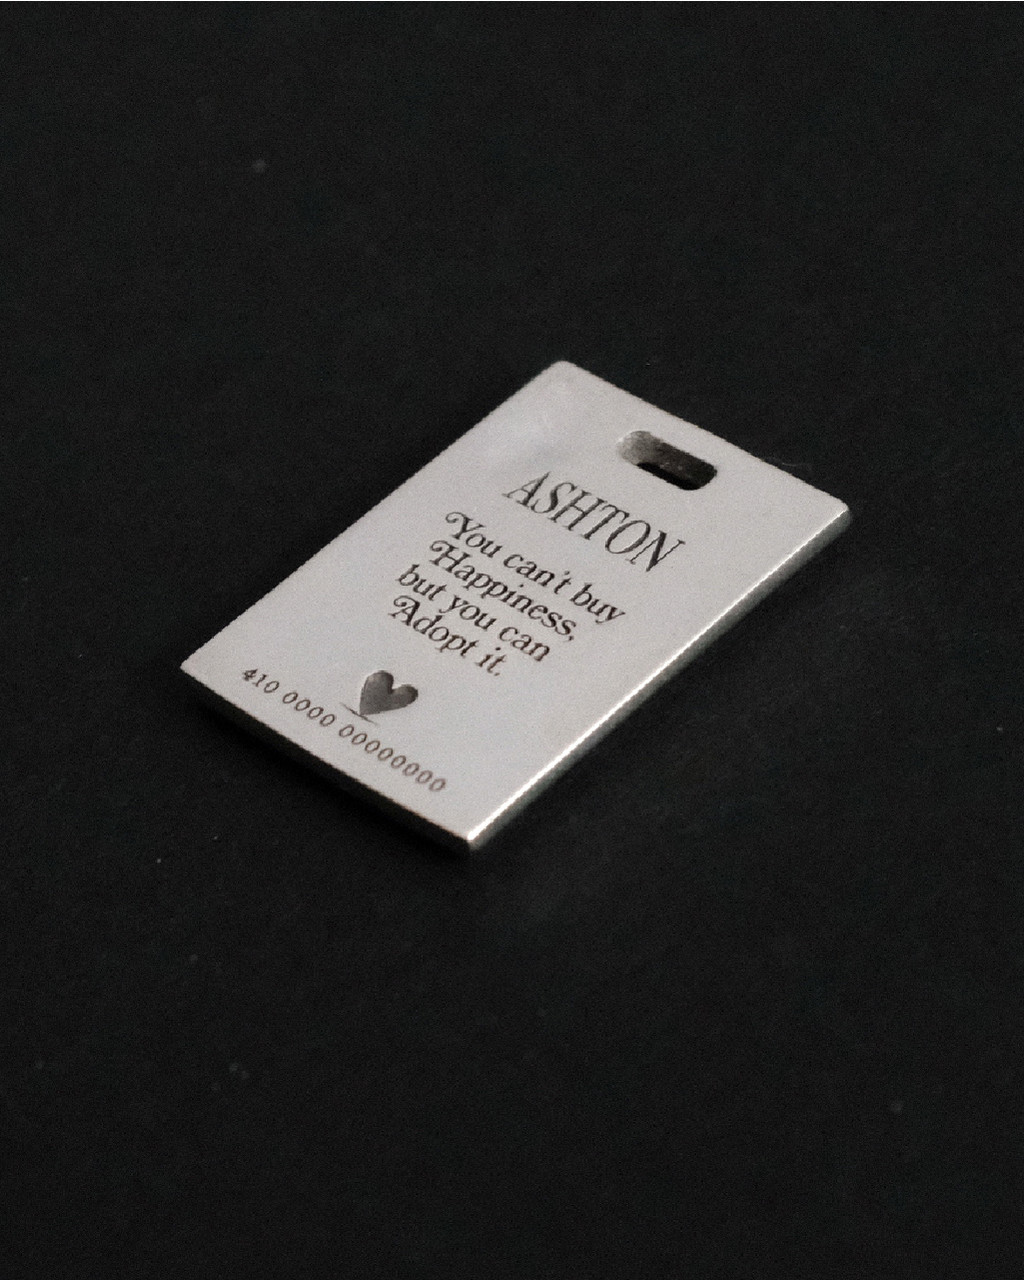 ASHTON
You can't buy
Happiness,
but you can
Adopt it.
410 0000 00000000